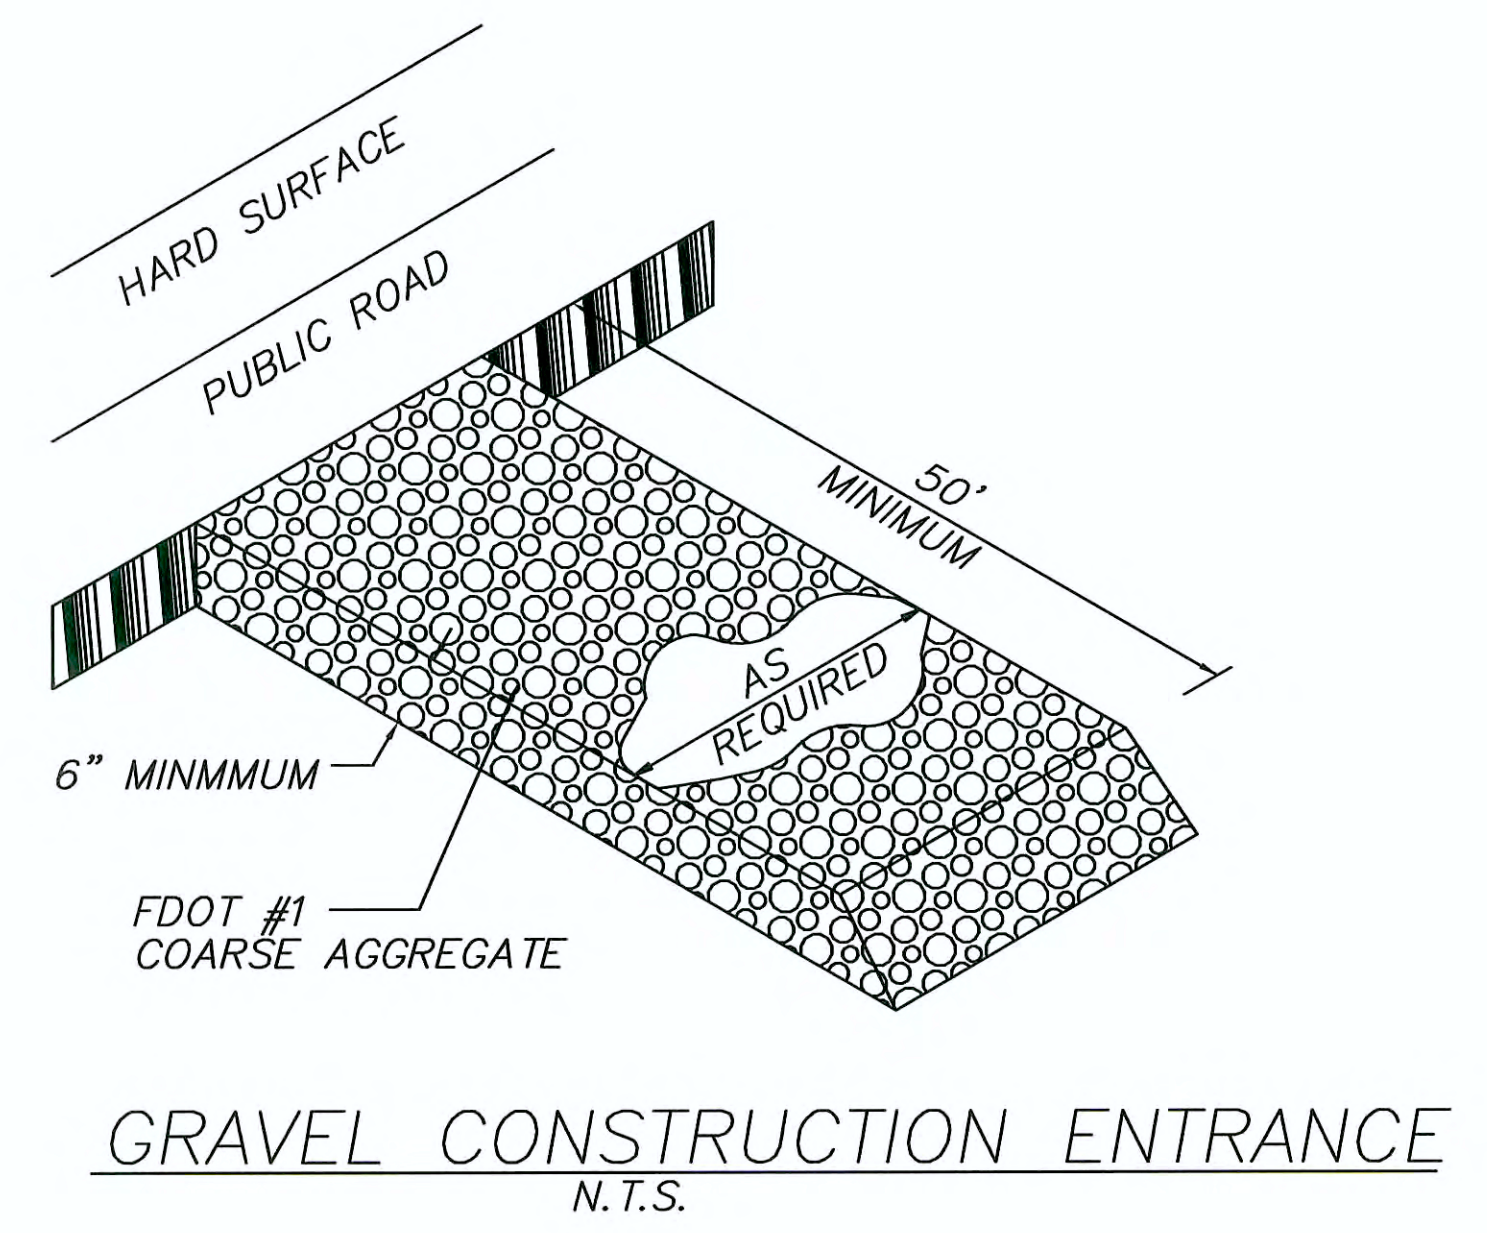 HARD SURFACE
PUBLIC ROAD
50'
MINIMUM
AS
REQUIRED
6" MINMMUM
FDOT #1
COARSE AGGREGATE
GRAVEL CONSTRUCTION ENTRANCE
N.T.S.